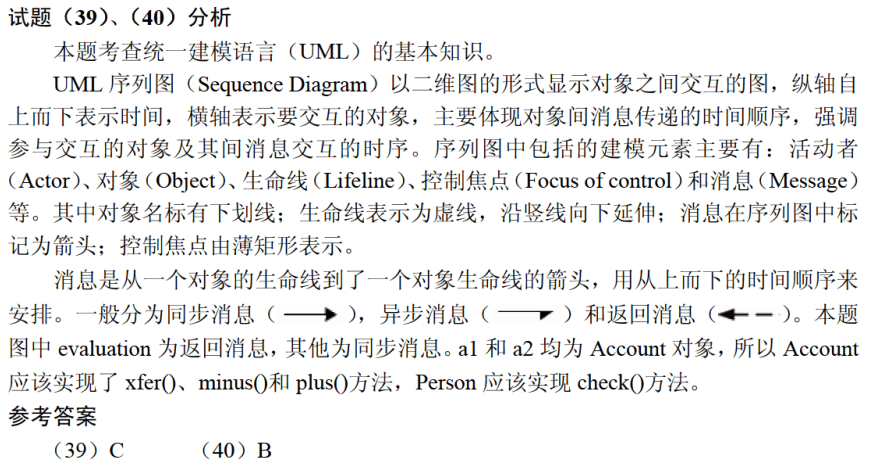 试题（39）、（40）分析
本题考查统一建模语言（UML）的基本知识。
UML 序列图（Sequence Diagram）以二维图的形式显示对象之间交互的图，纵轴自
上而下表示时间，横轴表示要交互的对象，主要体现对象间消息传递的时间顺序，强调
参与交互的对象及其间消息交互的时序。序列图中包括的建模元素主要有：活动者
（Actor）、对象（Object）、生命线（Lifeline）、控制焦点（Focus of control）和消息（Message）
等。其中对象名标有下划线；生命线表示为虚线，沿竖线向下延伸；消息在序列图中标
记为箭头；控制焦点由薄矩形表示。
消息是从一个对象的生命线到了一个对象生命线的箭头，用从上而下的时间顺序来
安排。一般分为同步消息（ ），异步消息（ ）和返回消息（ ）。本题
图中 evaluation 为返回消息，其他为同步消息。a1 和 a2 均为 Account 对象，所以 Account
应该实现了 xfer()、minus()和 plus()方法，Person 应该实现 check()方法。
参考答案
（39）C （40）B